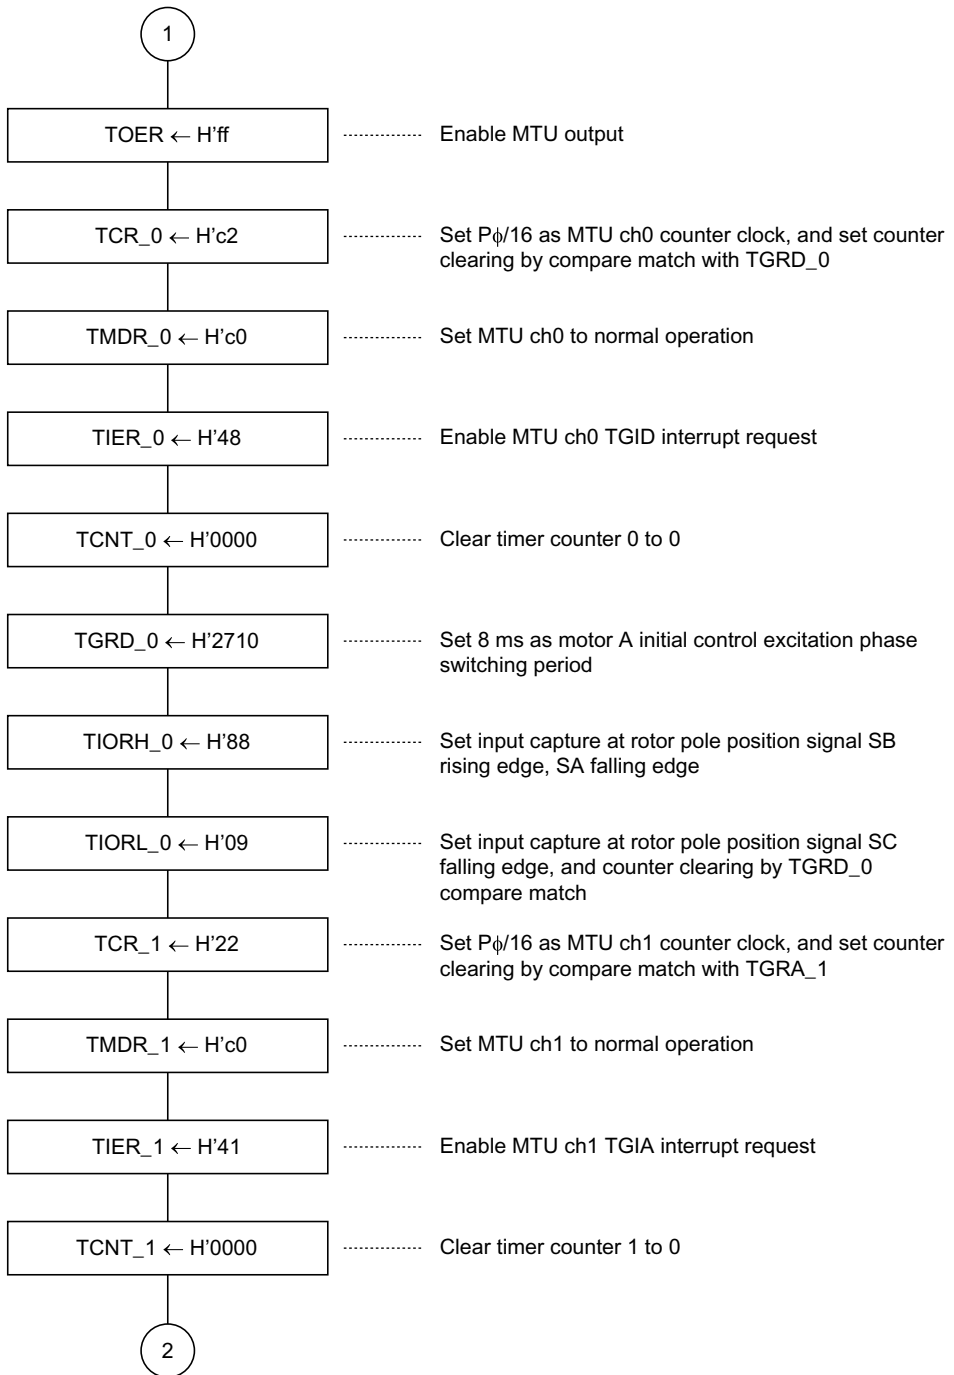 1
TOER ← H'ff
Enable MTU output
TCR_0 ← H'c2
Set Pϕ/16 as MTU ch0 counter clock, and set counter
clearing by compare match with TGRD_0
TMDR_0 ← H'c0
Set MTU ch0 to normal operation
TIER_0 ← H'48
Enable MTU ch0 TGID interrupt request
TCNT_0 ← H'0000
Clear timer counter 0 to 0
TGRD_0 ← H'2710
Set 8 ms as motor A initial control excitation phase
switching period
TIORH_0 ← H'88
Set input capture at rotor pole position signal SB
rising edge, SA falling edge
TIORL_0 ← H'09
Set input capture at rotor pole position signal SC
falling edge, and counter clearing by TGRD_0
compare match
TCR_1 ← H'22
Set Pϕ/16 as MTU ch1 counter clock, and set counter
clearing by compare match with TGRA_1
TMDR_1 ← H'c0
Set MTU ch1 to normal operation
TIER_1 ← H'41
Enable MTU ch1 TGIA interrupt request
TCNT_1 ← H'0000
Clear timer counter 1 to 0
2